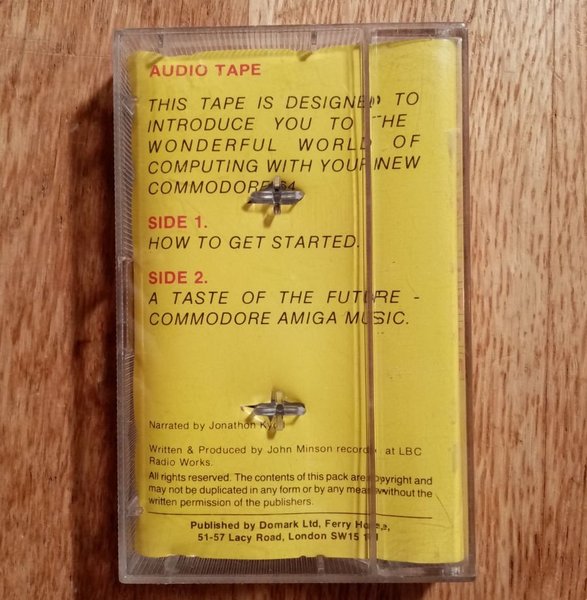 AUDIO TAPE
THIS TAPE IS DESIGNED TO
INTRODUCE YOU TO THE
WONDERFUL WORLD OF
COMPUTING WITH YOUR NEW
COMMODORE 64.
SIDE 1.
HOW TO GET STARTED.
SIDE 2.
A TASTE OF THE FUTURE -
COMMODORE AMIGA MUSIC.
Narrated by Jonathon
Written & Produced by John Minson recorded at LBC
Radio Works.
All rights reserved. The contents of this pack are copyright and
may not be duplicated in any form or by any means without the
written permission of the publishers.
Published by Domark Ltd, Ferry House,
51-57 Lacy Road, London SW15